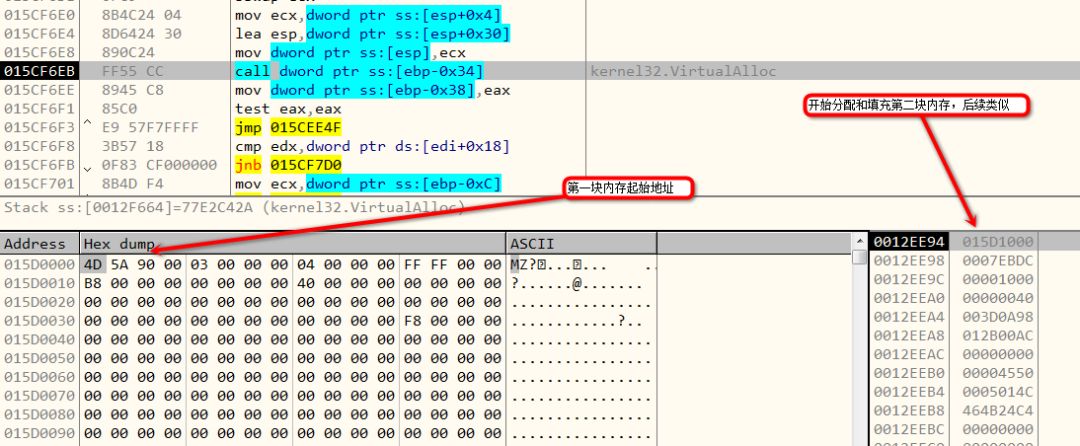 015CF6E0 8B4C24 04 mov ecx,dword ptr ss:[esp+0x4]
015CF6E4 8D6424 30 lea esp,dword ptr ss:[esp+0x30]
015CF6E8 890C24 mov dword ptr ss:[esp],ecx
015CF6EB FF55 CC call dword ptr ss:[ebp-0x34] kernel32.VirtualAlloc
015CF6EE 8945 C8 mov dword ptr ss:[ebp-0x38],eax
015CF6F1 85C0 test eax,eax
开始分配和填充第二块内存，后续类似
015CF6F3 ^ E9 57F7FFFF jmp 015CEE4F
015CF6F8 3B57 18 cmp edx,dword ptr ds:[edi+0x18]
015CF6FB 0F83 CF000000 jnb 015CF7D0
015CF701 8B4D F4 mov ecx,dword ptr ss:[ebp-0xC]
第一块内存起始地址
Stack ss:[0012F664]=77E2C42A (kernel32.VirtualAlloc)
Address Hex dump ASCII
015D0000 4D 5A 90 00 03 00 00 00 04 00 00 00 FF FF 00 00 MZ?...... ..
015D0010 B8 00 00 00 00 00 00 00 40 00 00 00 00 00 00 00 ?.......@.......
015D0020 00 00 00 00 00 00 00 00 00 00 00 00 00 00 00 00 ................
015D0030 00 00 00 00 00 00 00 00 00 00 00 00 F8 00 00 00 ............?..
015D0040 00 00 00 00 00 00 00 00 00 00 00 00 00 00 00 00 ................
015D0050 00 00 00 00 00 00 00 00 00 00 00 00 00 00 00 00 ................
015D0060 00 00 00 00 00 00 00 00 00 00 00 00 00 00 00 00 ................
015D0070 00 00 00 00 00 00 00 00 00 00 00 00 00 00 00 00 ................
015D0080 00 00 00 00 00 00 00 00 00 00 00 00 00 00 00 00 ................
015D0090 00 00 00 00 00 00 00 00 00 00 00 00 00 00 00 00 ................
0012EE94 015D1000
0012EE98 0007EBDC
0012EE9C 00001000
0012EEA0 00000040
0012EEA4 003D0A98
0012EEA8 012B00AC
0012EEAC 00000000
0012EEB0 00004550
0012EEB4 0005014C
0012EEB8 464B24C4
0012EEBC 00000000